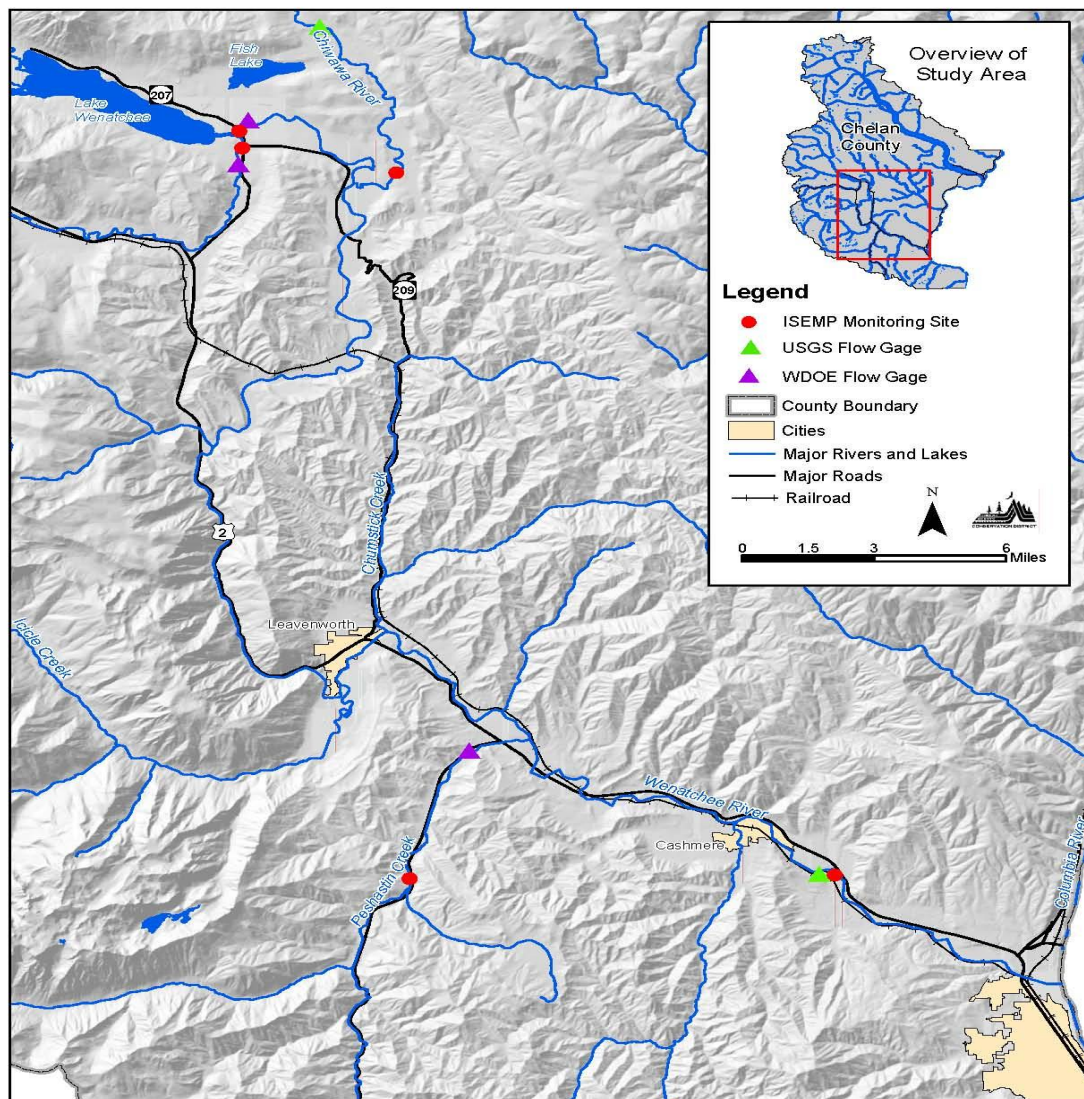 Fish
Lake
Chiwawa River
207
Lake
Wenatchee
209
2
Chumstick Creek
Leavenworth
Icicle Creek
Wenatchee River
Peshastin Creek
Cashmere
Columbia River
Overview of
Study Area
Chelan
County
Legend
ISEMP Monitoring Site
USGS Flow Gage
WDOE Flow Gage
County Boundary
Cities
Major Rivers and Lakes
Major Roads
Railroad
N
CONSERVATION DISTRICT
0 1.5 3 6 Miles